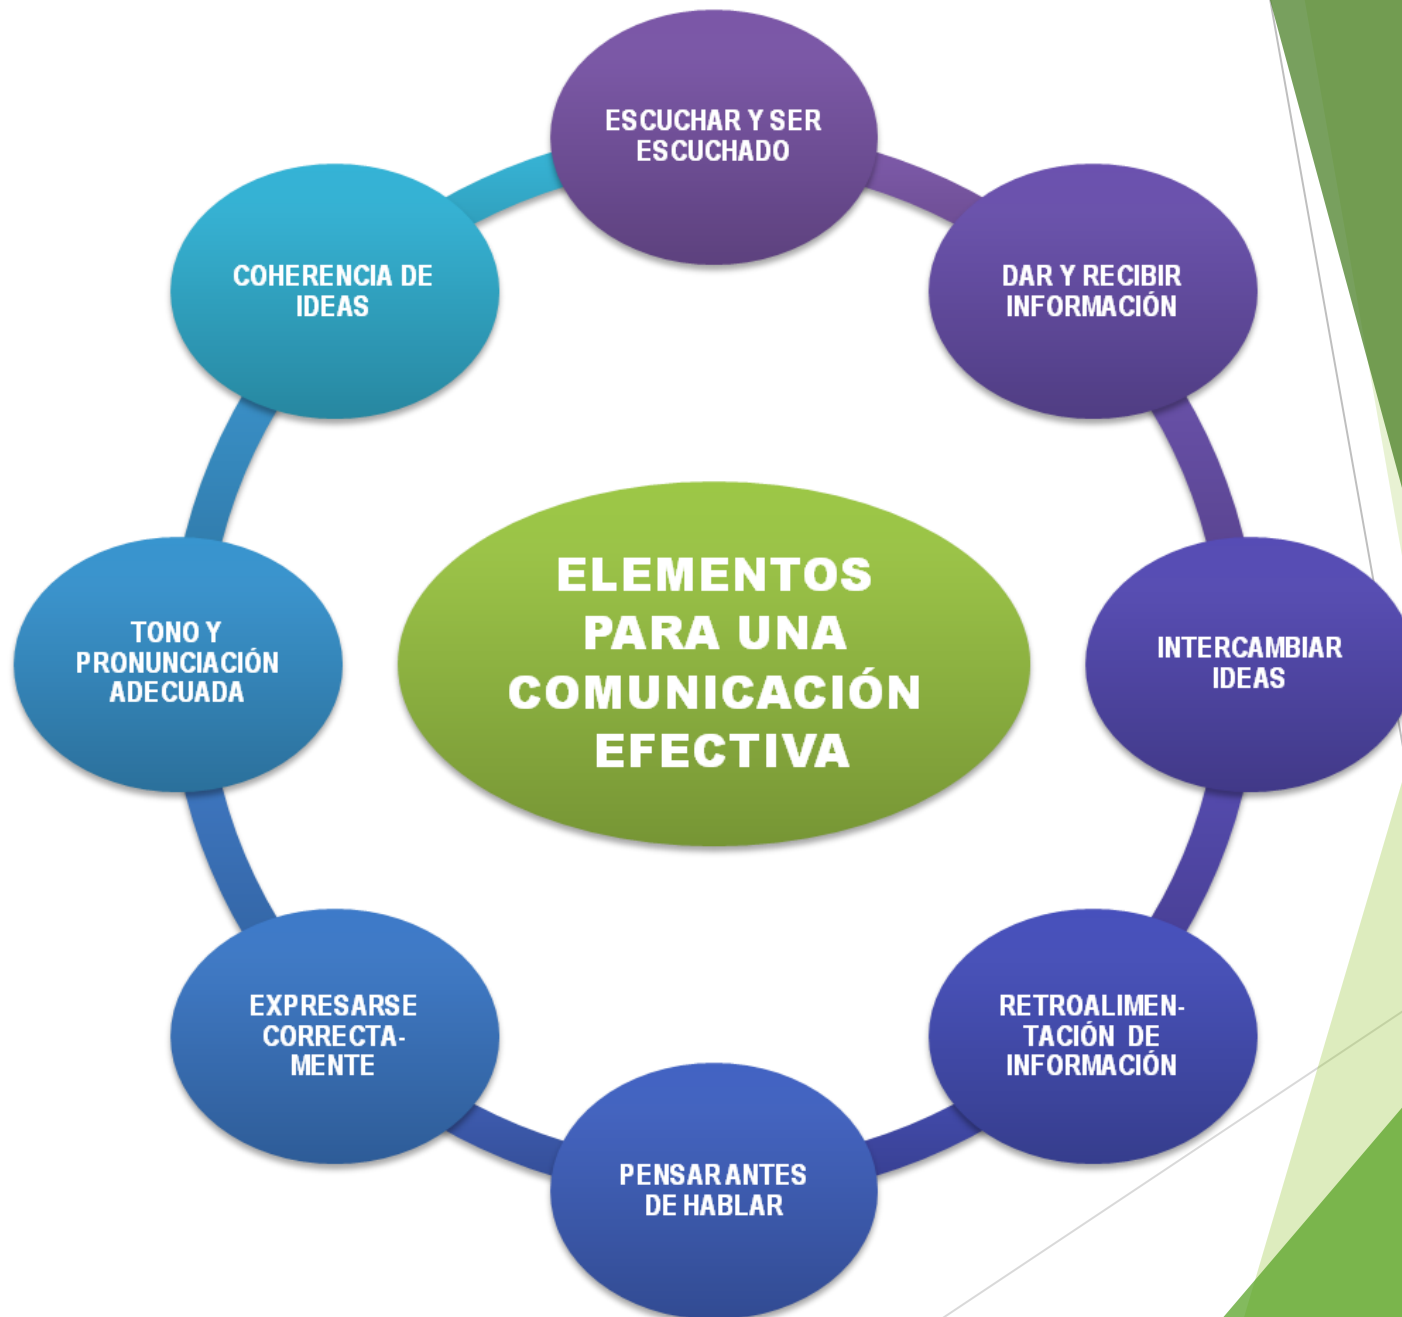 ESCUCHAR Y SER
ESCUCHADO
DAR Y RECIBIR
INFORMACIÓN
INTERCAMBIAR
IDEAS
RETROALIMEN-
TACIÓN DE
INFORMACIÓN
PENSAR ANTES
DE HABLAR
EXPRESARSE
CORRECTA-
MENTE
TONO Y
PRONUNCIACIÓN
ADECUADA
COHERENCIA DE
IDEAS
ELEMENTOS
PARA UNA
COMUNICACIÓN
EFECTIVA